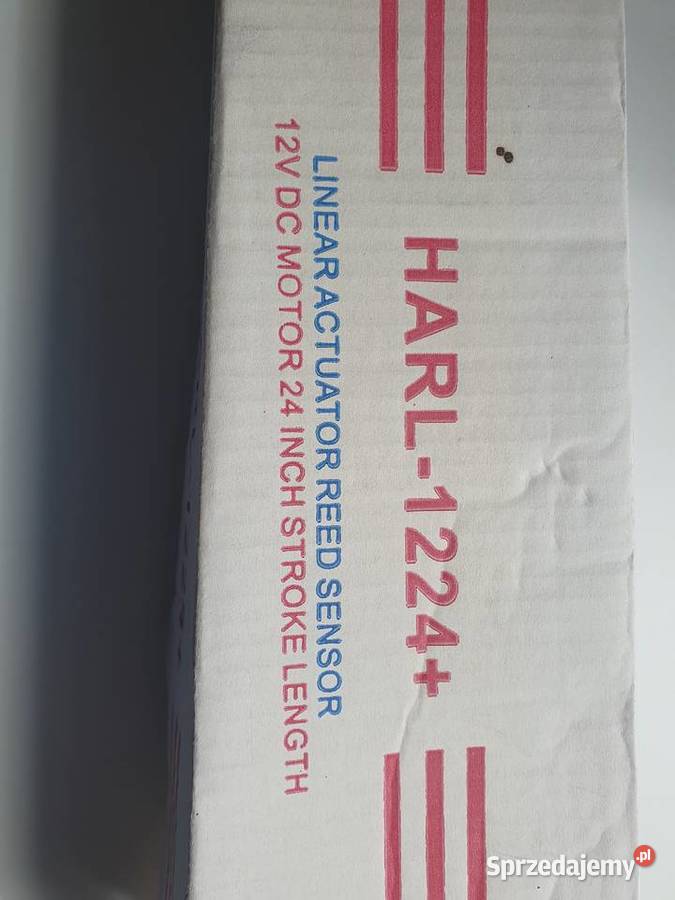 HARL-1224+
LINEAR ACTUATOR REED SENSOR
12V DC MOTOR 24 INCH STROKE LENGTH
Sprzedajemy.pl